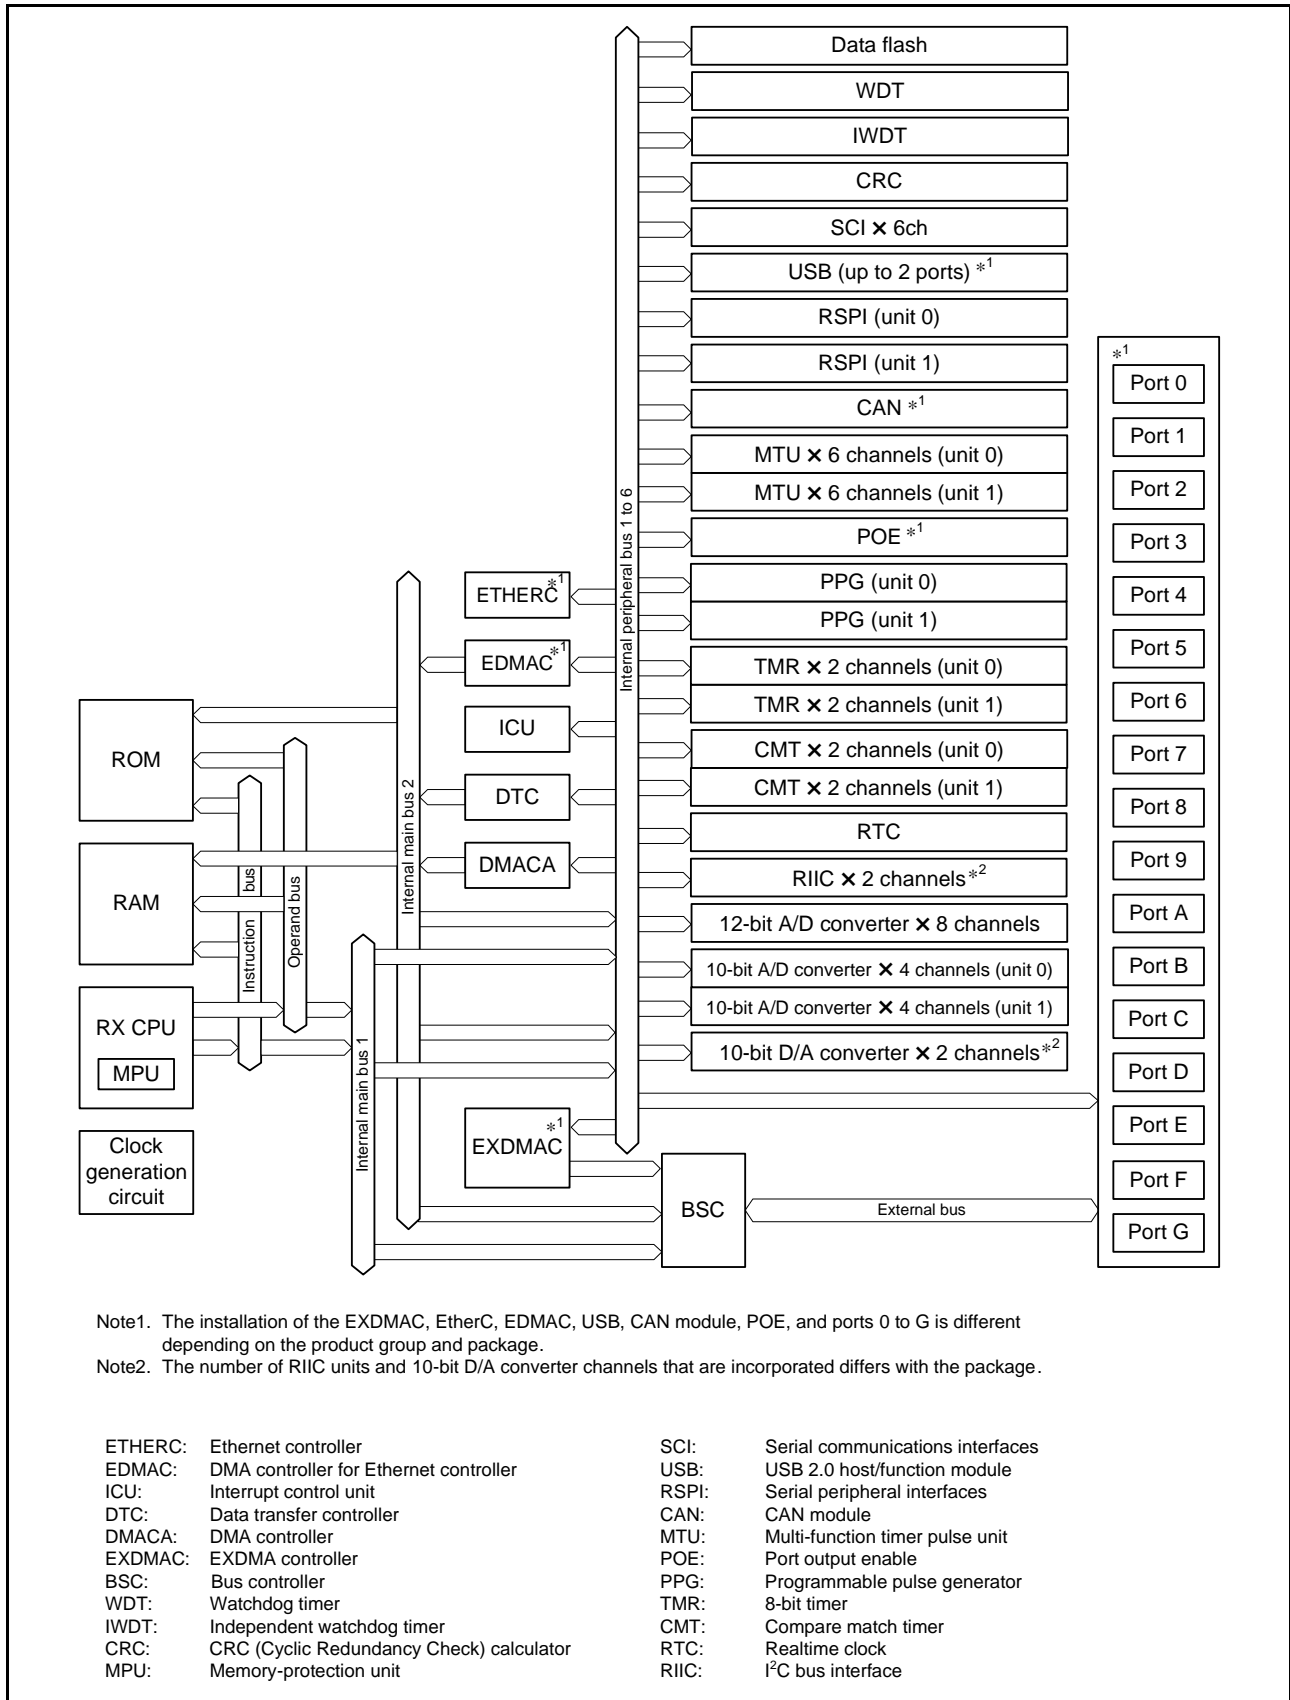 Data flash
WDT
IWDT
CRC
SCI × 6ch
USB (up to 2 ports) *1
RSPI (unit 0)
RSPI (unit 1)
CAN *1
MTU × 6 channels (unit 0)
MTU × 6 channels (unit 1)
POE *1
PPG (unit 0)
PPG (unit 1)
TMR × 2 channels (unit 0)
TMR × 2 channels (unit 1)
CMT × 2 channels (unit 0)
CMT × 2 channels (unit 1)
RTC
RIIC × 2 channels*2
12-bit A/D converter × 8 channels
10-bit A/D converter × 4 channels (unit 0)
10-bit A/D converter × 4 channels (unit 1)
10-bit D/A converter × 2 channels*2
*1
Port 0
Port 1
Port 2
Port 3
Port 4
Port 5
Port 6
Port 7
Port 8
Port 9
Port A
Port B
Port C
Port D
Port E
Port F
Port G
Internal peripheral bus 1 to 6
ETHERC *1
EDMAC *1
ICU
DTC
DMACA
EXDMAC *1
Internal main bus 2
Internal main bus 1
Operand bus
Instruction bus
ROM
RAM
RX CPU
MPU
Clock
generation
circuit
BSC
External bus
Note1. The installation of the EXDMAC, EtherC, EDMAC, USB, CAN module, POE, and ports 0 to G is different
depending on the product group and package.
Note2. The number of RIIC units and 10-bit D/A converter channels that are incorporated differs with the package.
ETHERC: Ethernet controller
EDMAC: DMA controller for Ethernet controller
ICU: Interrupt control unit
DTC: Data transfer controller
DMACA: DMA controller
EXDMAC: EXDMA controller
BSC: Bus controller
WDT: Watchdog timer
IWDT: Independent watchdog timer
CRC: CRC (Cyclic Redundancy Check) calculator
MPU: Memory-protection unit
SCI: Serial communications interfaces
USB: USB 2.0 host/function module
RSPI: Serial peripheral interfaces
CAN: CAN module
MTU: Multi-function timer pulse unit
POE: Port output enable
PPG: Programmable pulse generator
TMR: 8-bit timer
CMT: Compare match timer
RTC: Realtime clock
RIIC: I2C bus interface